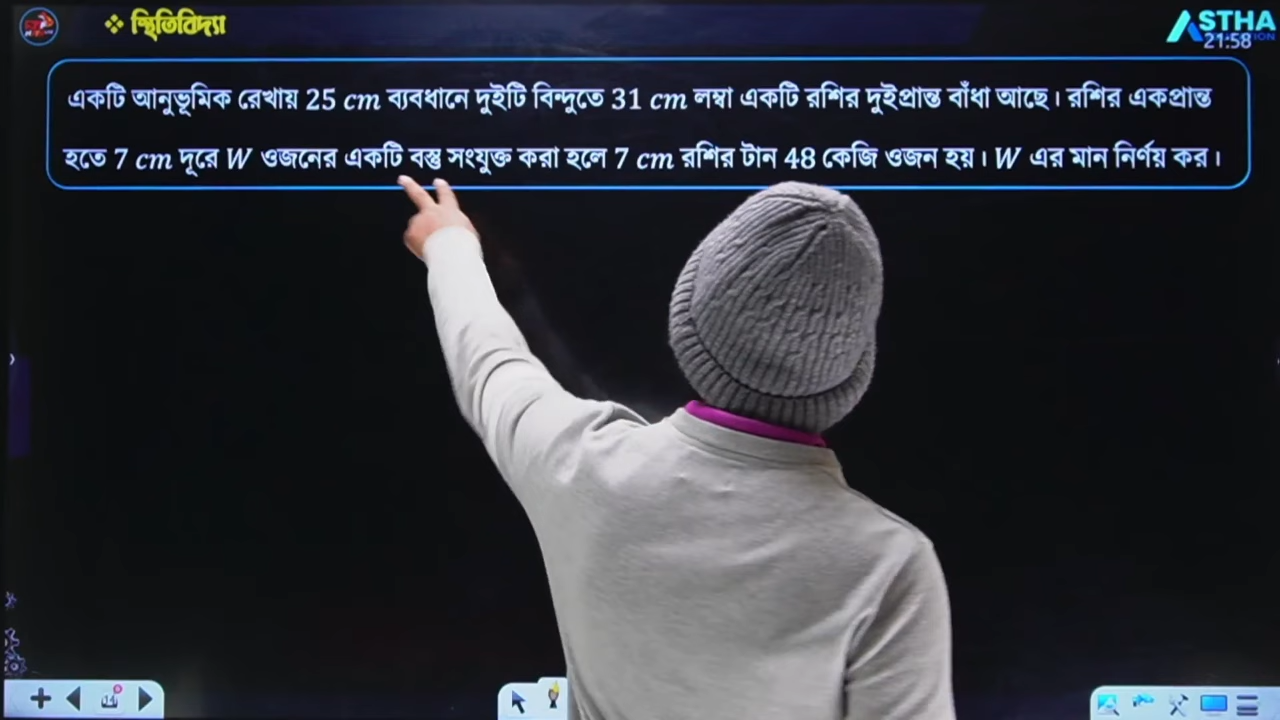 ❖ স্থিতিবিদ্যা
ASTHA
21:58
একটি আনুভূমিক রেখায় 25 cm ব্যবধানে দুইটি বিন্দুতে 31 cm লম্বা একটি রশির দুইপ্রান্ত বাঁধা আছে। রশির একপ্রান্ত
হতে 7 cm দূরে W ওজনের একটি বস্তু সংযুক্ত করা হলে 7 cm রশির টান 48 কেজি ওজন হয়। W এর মান নির্ণয় কর।